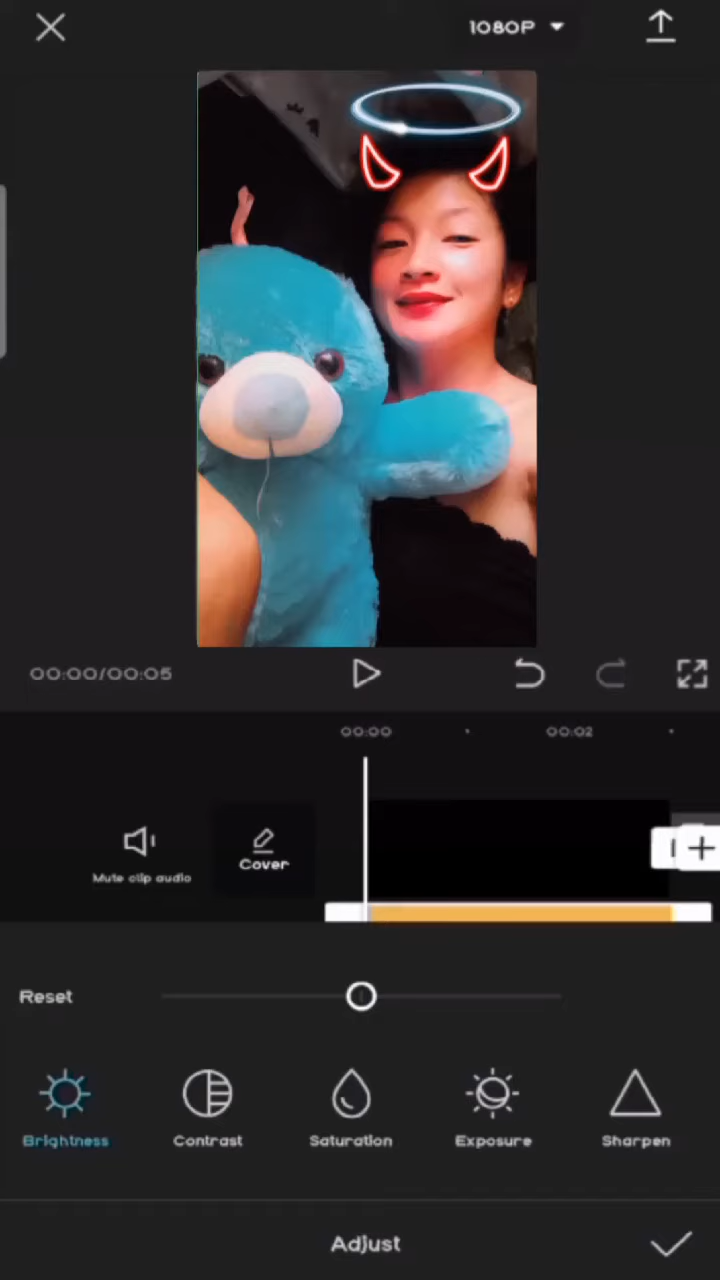 1080P
00:00/00:05
00:00
00:02
Mute clip audio
Cover
Reset
Brightness
Contrast
Saturation
Exposure
Sharpen
Adjust